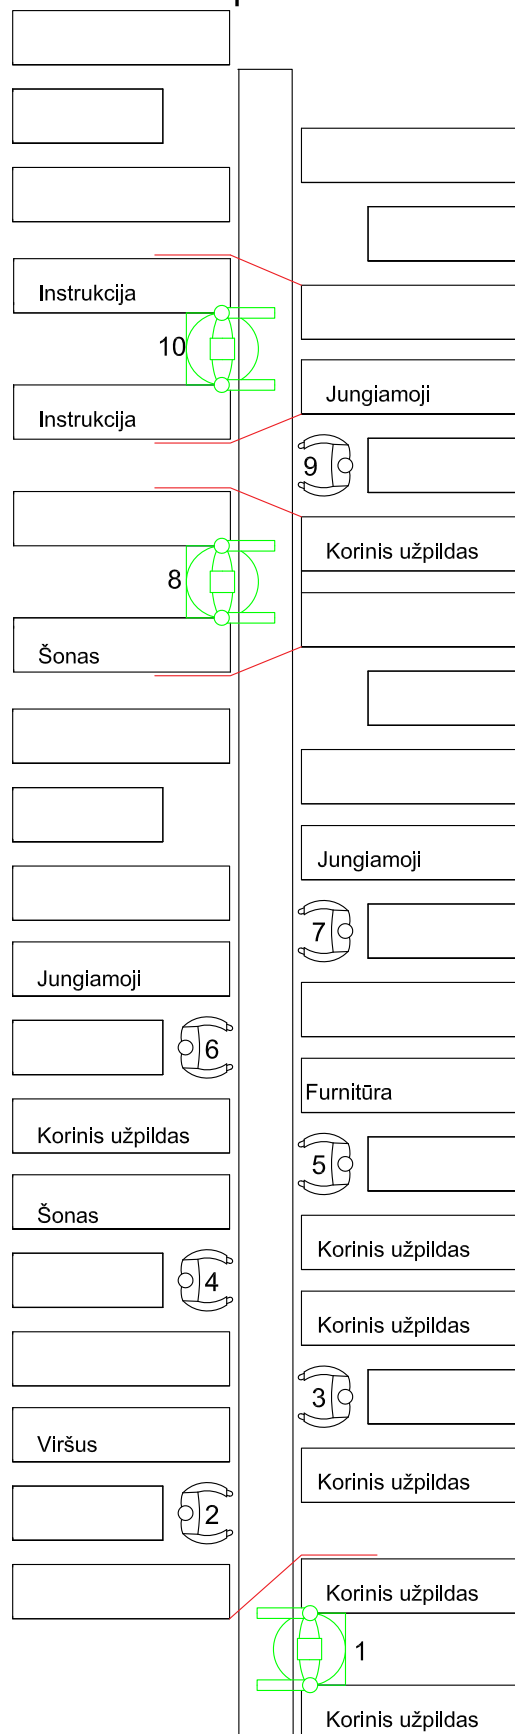 Instrukcija
10
Jungiamoji
Instrukcija
9
Korinis užpildas
8
Šonas
Jungiamoji
7
Jungiamoji
6
Furnitūra
Korinis užpildas
5
Šonas
Korinis užpildas
4
Korinis užpildas
3
Viršus
Korinis užpildas
2
Korinis užpildas
1
Korinis užpildas